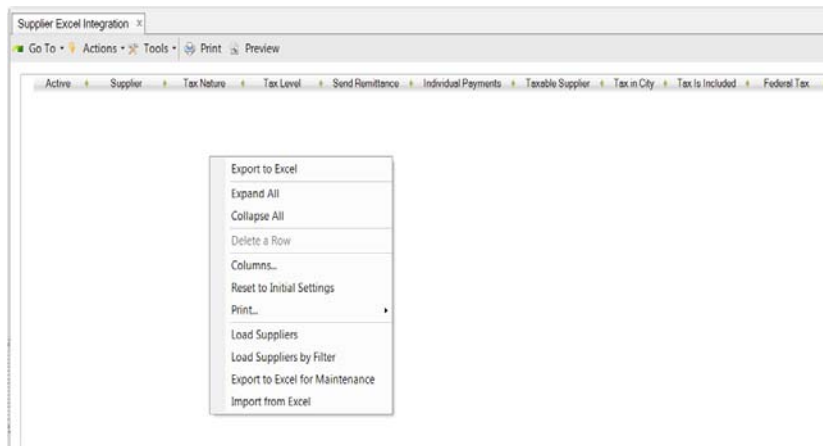 Supplier Excel Integration x
Go To Actions Tools Print Preview
Active Supplier Tax Nature Tax Level Send Remittance Individual Payments Taxable Supplier Tax in City Tax Is Included Federal Tax
Export to Excel
Expand All
Collapse All
Delete a Row
Columns...
Reset to Initial Settings
Print...
Load Suppliers
Load Suppliers by Filter
Export to Excel for Maintenance
Import from Excel